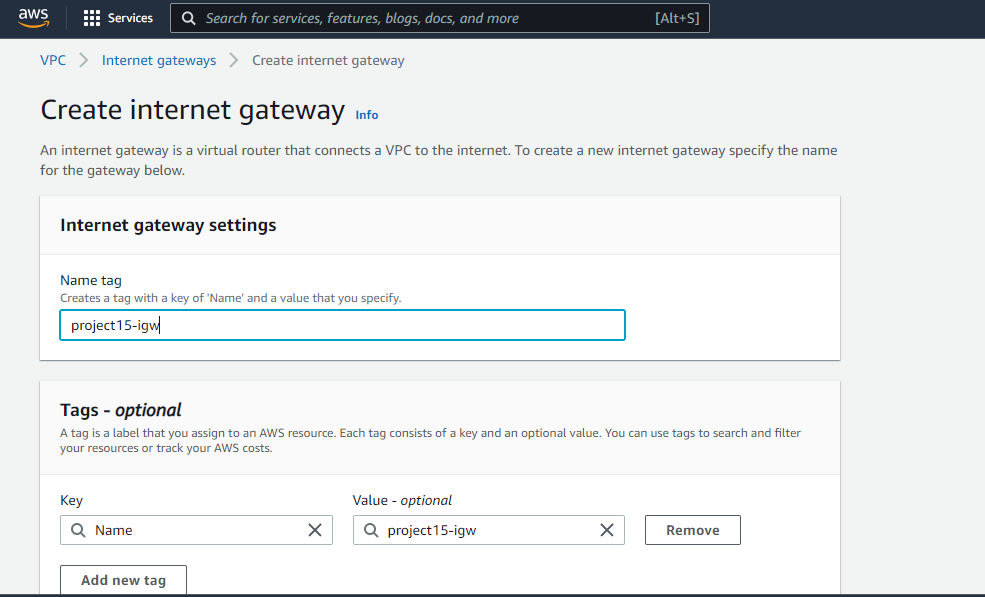 aws Services Search for services, features, blogs, docs, and more [Alt+S]
VPC Internet gateways Create internet gateway
Create internet gateway Info
An internet gateway is a virtual router that connects a VPC to the internet. To create a new internet gateway specify the name
for the gateway below.
Internet gateway settings
Name tag
Creates a tag with a key of 'Name' and a value that you specify.
project15-igw
Tags - optional
A tag is a label that you assign to an AWS resource. Each tag consists of a key and an optional value. You can use tags to search and filter
your resources or track your AWS costs.
Key Value - optional
Name project15-igw Remove
Add new tag